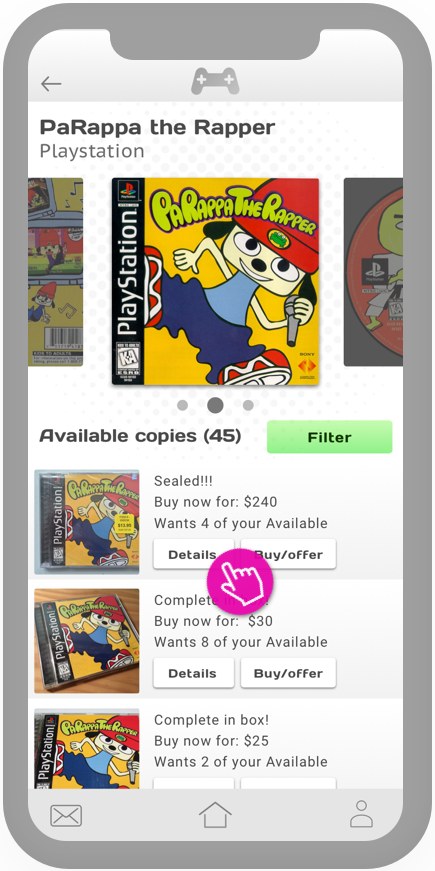 PaRappa the Rapper
Playstation
PlayStation
PaRappa The Rapper
Available copies (45)
Filter
Sealed!!!
Buy now for: $240
Wants 4 of your Available
Details
Buy/offer
Complete in
Buy now for: $30
Wants 8 of your Available
Details
Buy/offer
Complete in box!
Buy now for: $25
Wants 2 of your Available